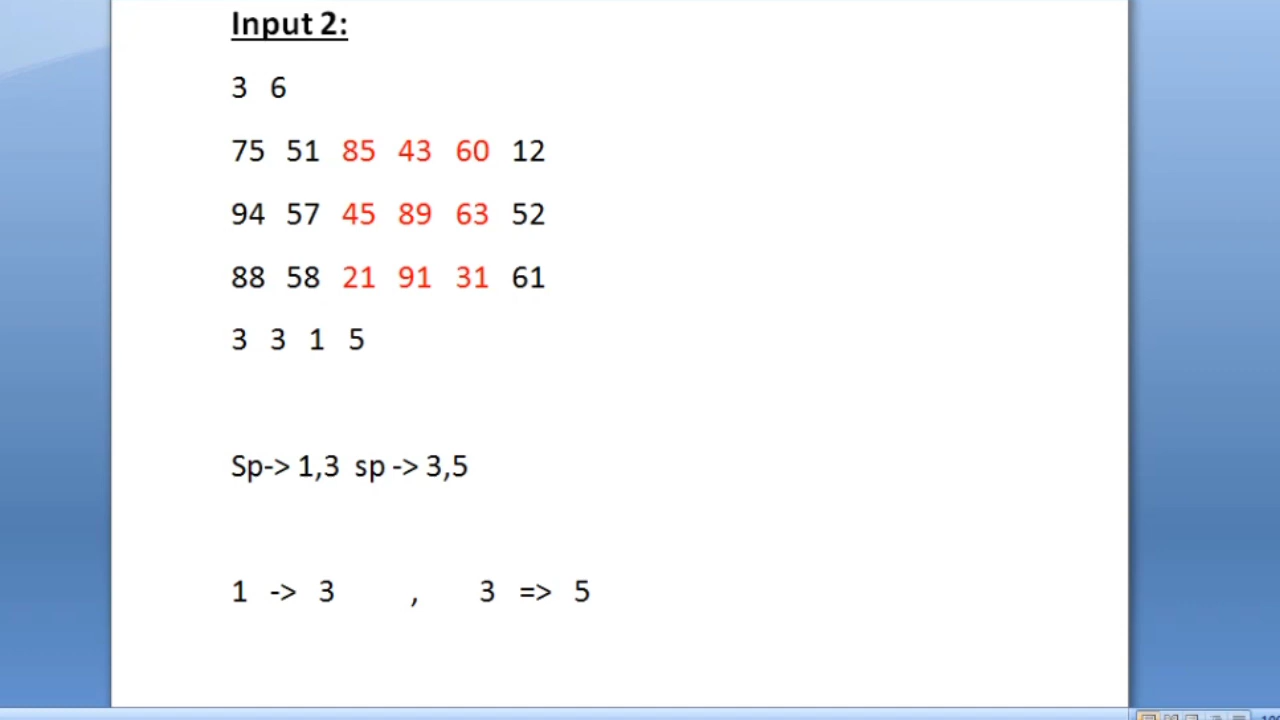 Input 2:
3 6
75 51 85 43 60 12
94 57 45 89 63 52
88 58 21 91 31 61
3 3 1 5
Sp-> 1,3 sp -> 3,5
1 -> 3 , 3 => 5